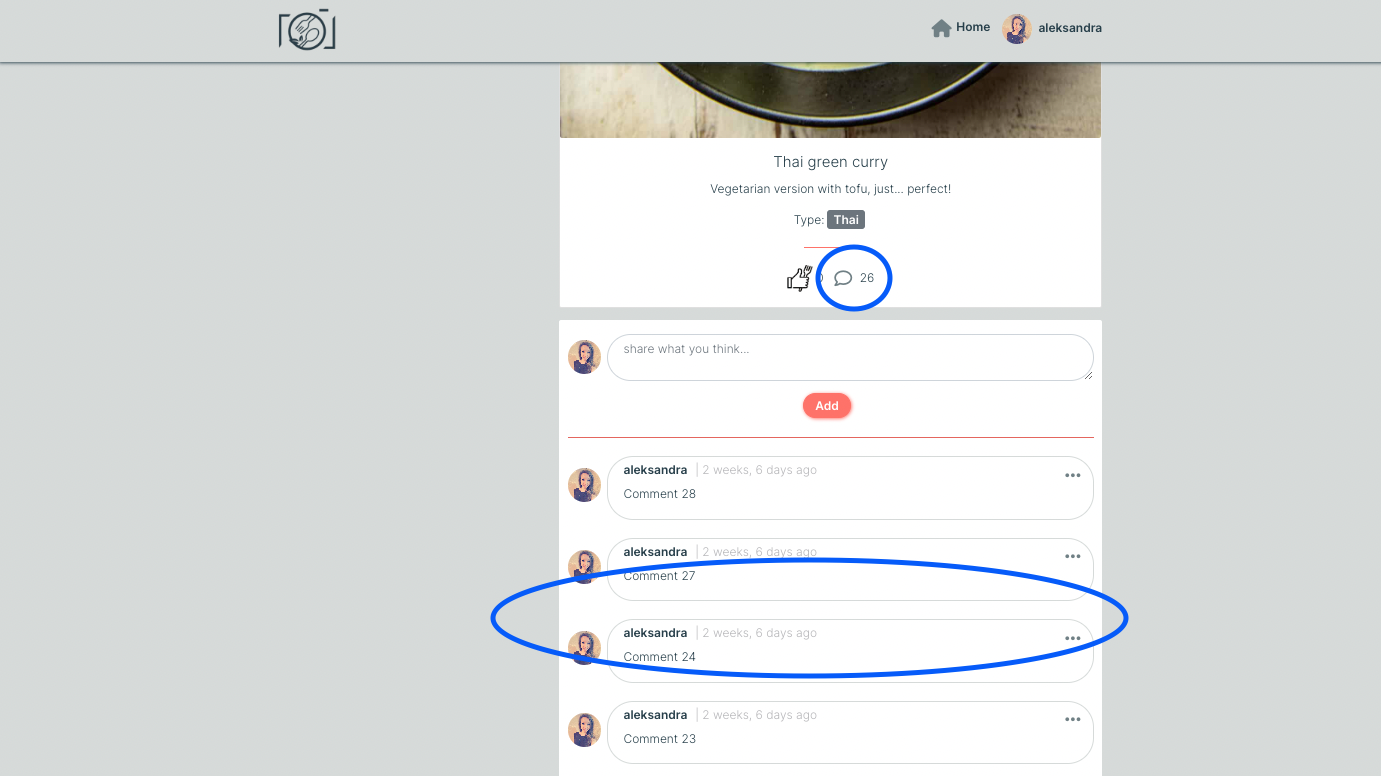 Home aleksandra
Thai green curry
Vegetarian version with tofu, just... perfect!
Type: Thai
26
share what you think...
Add
aleksandra | 2 weeks, 6 days ago
Comment 28
aleksandra | 2 weeks, 6 days ago
Comment 27
aleksandra | 2 weeks, 6 days ago
Comment 24
aleksandra | 2 weeks, 6 days ago
Comment 23